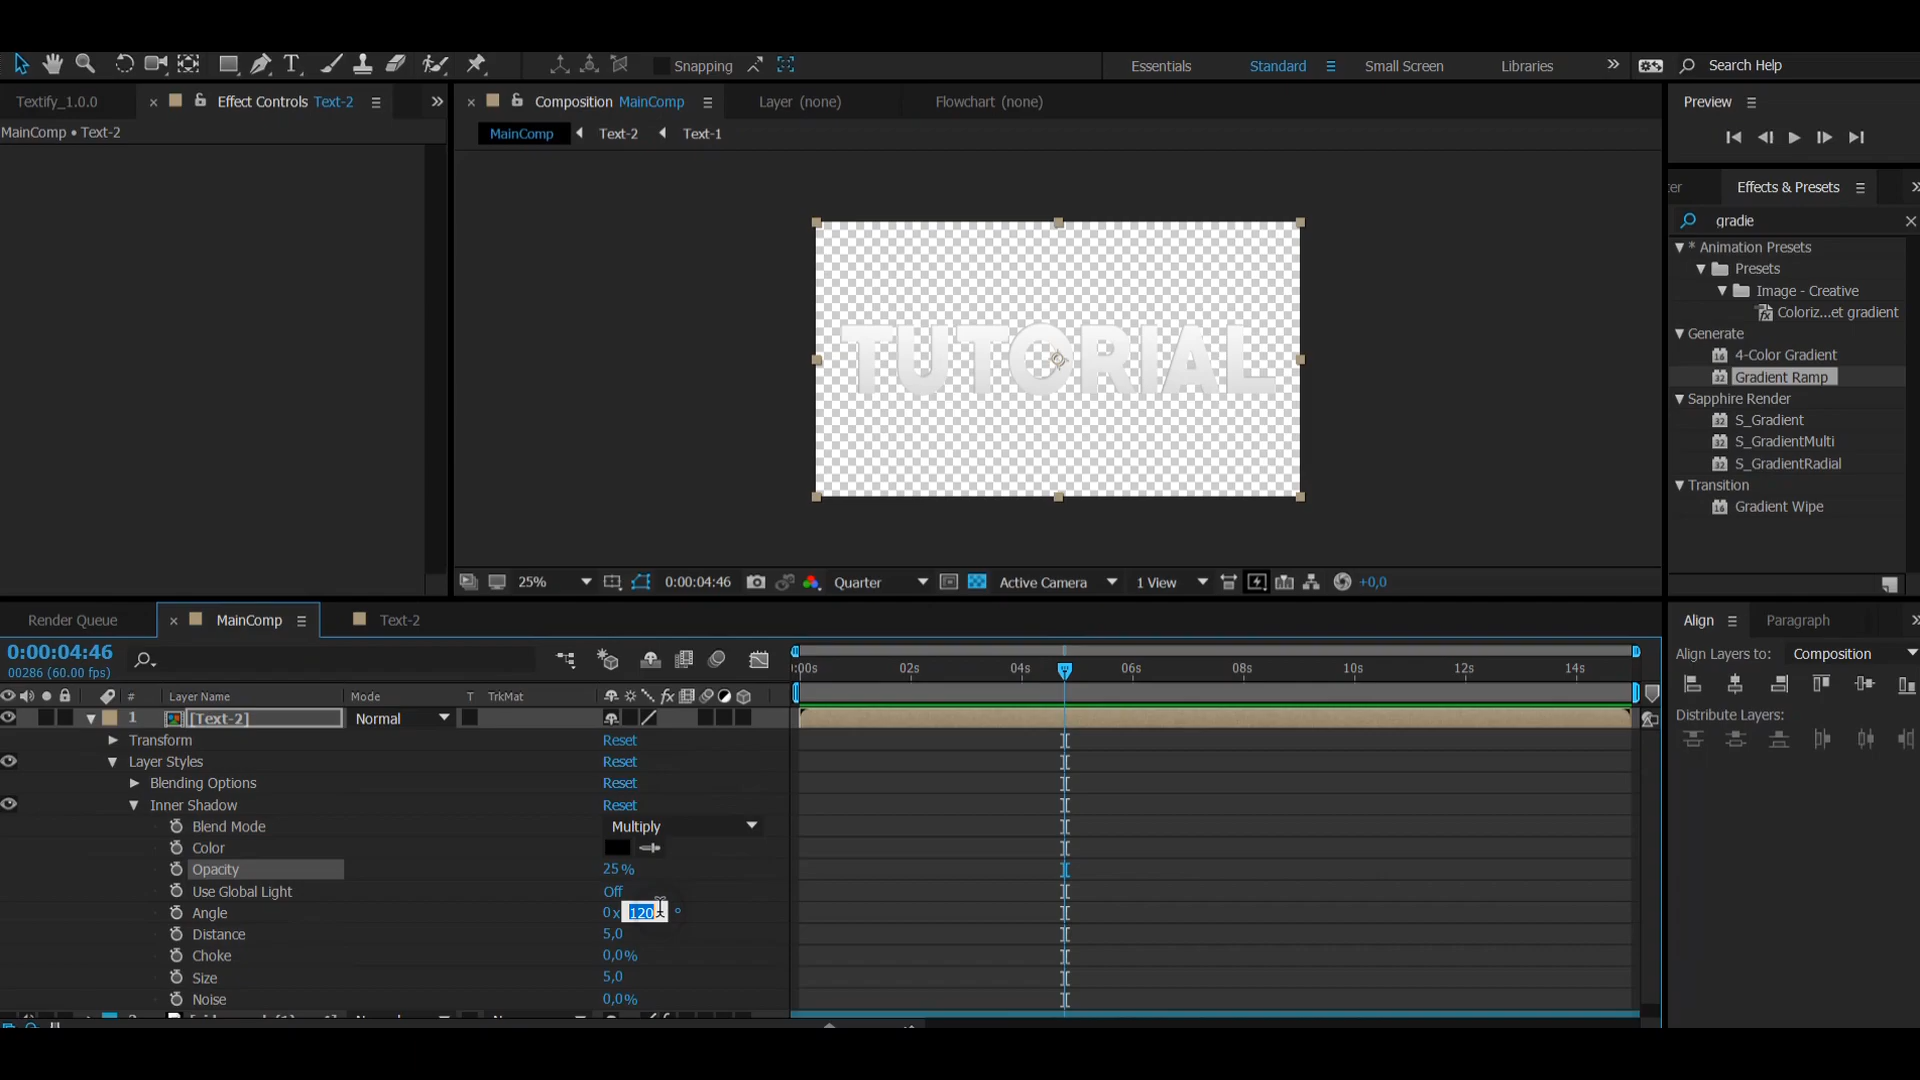 Snapping
Essentials
Standard
Small Screen
Libraries
Search Help
Textify_1.0.0
Effect Controls Text-2
Composition MainComp
Layer (none)
Flowchart (none)
Preview
MainComp • Text-2
MainComp
Text-2
Text-1
Effects & Presets
gradie
* Animation Presets
Presets
Image - Creative
Coloriz...et gradient
Generate
4-Color Gradient
Gradient Ramp
Sapphire Render
S_Gradient
S_GradientMulti
S_GradientRadial
Transition
Gradient Wipe
TUTORIAL
25%
0:00:04:46
Quarter
Active Camera
1 View
+0,0
Render Queue
MainComp
Text-2
Align
Paragraph
0:00:04:46
00286 (60.00 fps)
Align Layers to:
Composition
:00s
02s
04s
06s
08s
10s
12s
14s
# Layer Name
Mode
T TrkMat
1 [Text-2]
Normal
Distribute Layers:
Transform
Reset
Layer Styles
Reset
Blending Options
Reset
Inner Shadow
Reset
Blend Mode
Multiply
Color
Opacity
25%
Use Global Light
Off
Angle
0x 120 °
Distance
5,0
Choke
0,0%
Size
5,0
Noise
0,0%